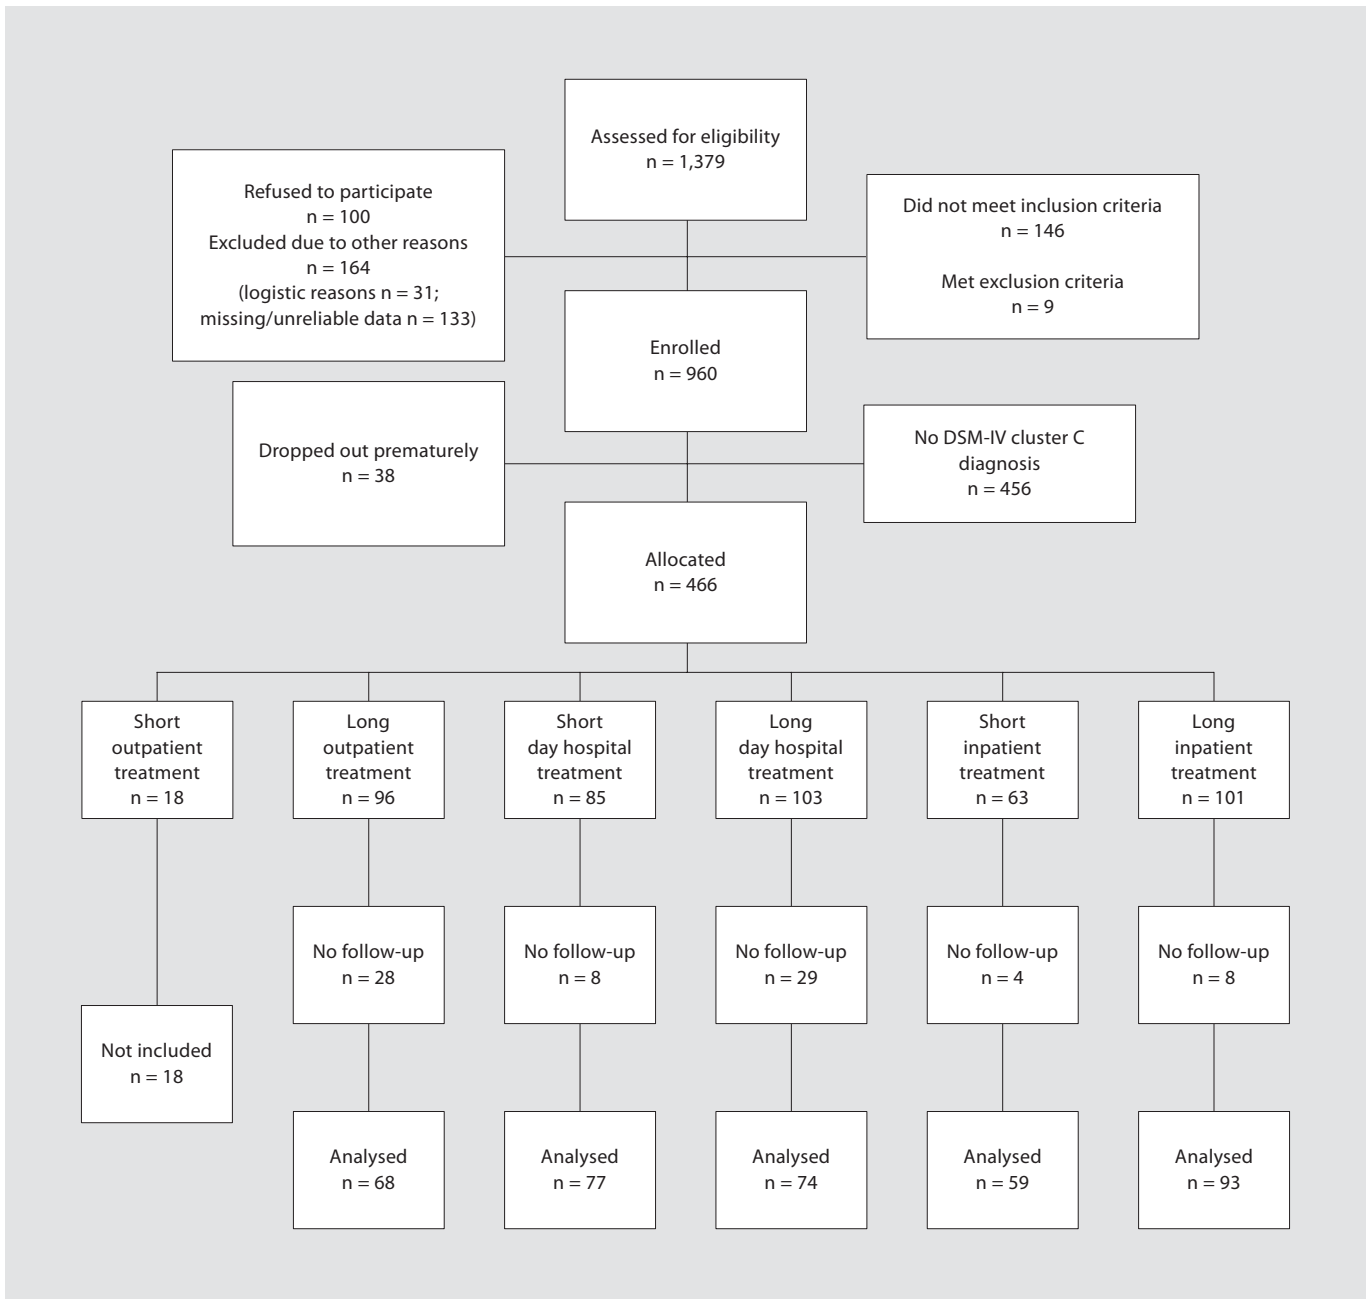 Assessed for eligibility
n = 1,379
Refused to participate
n = 100
Excluded due to other reasons
n = 164
(logistic reasons n = 31;
missing/unreliable data n = 133)
Did not meet inclusion criteria
n = 146
Met exclusion criteria
n = 9
Enrolled
n = 960
Dropped out prematurely
n = 38
No DSM-IV cluster C
diagnosis
n = 456
Allocated
n = 466
Short
outpatient
treatment
n = 18
Long
outpatient
treatment
n = 96
Short
day hospital
treatment
n = 85
Long
day hospital
treatment
n = 103
Short
inpatient
treatment
n = 63
Long
inpatient
treatment
n = 101
No follow-up
n = 28
No follow-up
n = 8
No follow-up
n = 29
No follow-up
n = 4
No follow-up
n = 8
Not included
n = 18
Analysed
n = 68
Analysed
n = 77
Analysed
n = 74
Analysed
n = 59
Analysed
n = 93